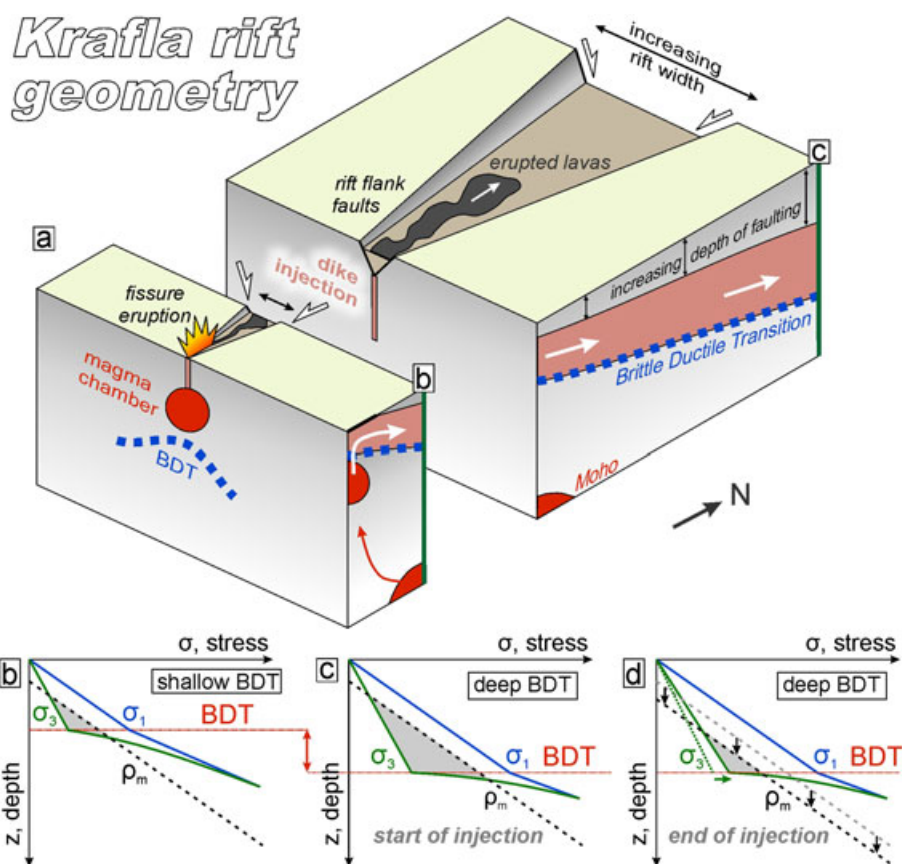 Krafla rift
geometry
increasing
rift width
erupted lavas
rift flank
faults
c
a
dike
injection
increasing depth of faulting
fissure
eruption
Brittle Ductile Transition
magma
chamber
b
BDT
Moho
N
σ, stress
b
shallow BDT
σ3
σ1
BDT
ρm
z, depth
σ, stress
c
deep BDT
σ3
σ1
BDT
ρm
z, depth
start of injection
σ, stress
d
deep BDT
σ3
σ1
BDT
ρm
z, depth
end of injection